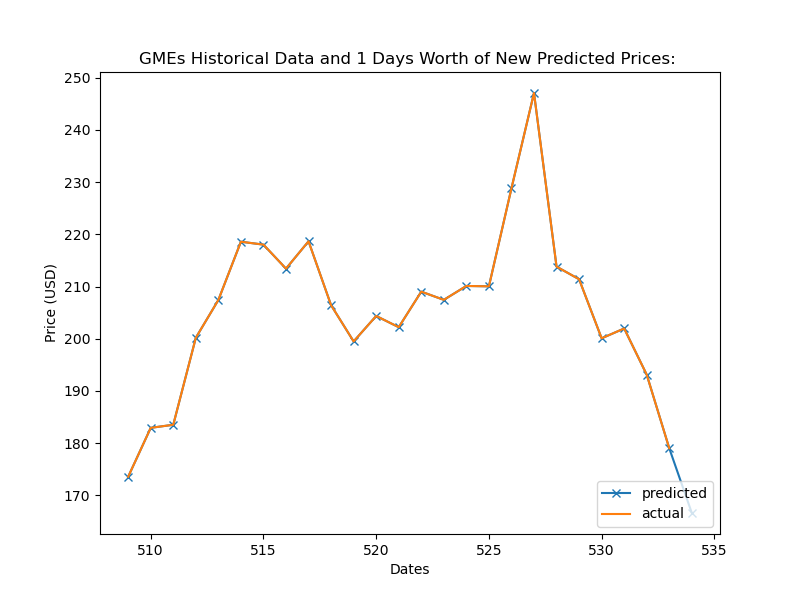 GMEs Historical Data and 1 Days Worth of New Predicted Prices:
250
240
230
220
210
200
190
180
170
Price (USD)
predicted
actual
510 515 520 525 530 535
Dates